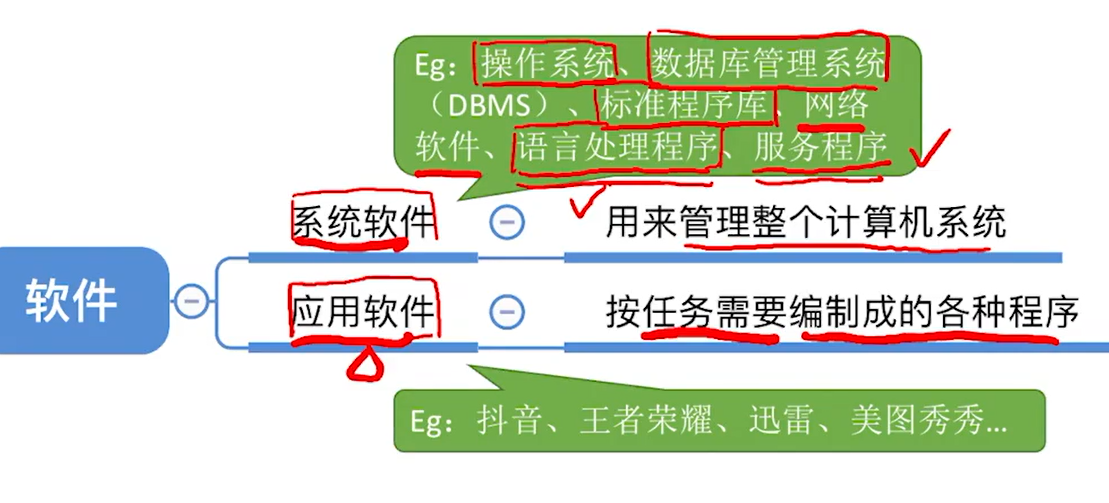 Eg：操作系统、数据库管理系统
（DBMS）、标准程序库、网络
软件、语言处理程序、服务程序
系统软件
用来管理整个计算机系统
软件
应用软件
按任务需要编制成的各种程序
Eg：抖音、王者荣耀、迅雷、美图秀秀...